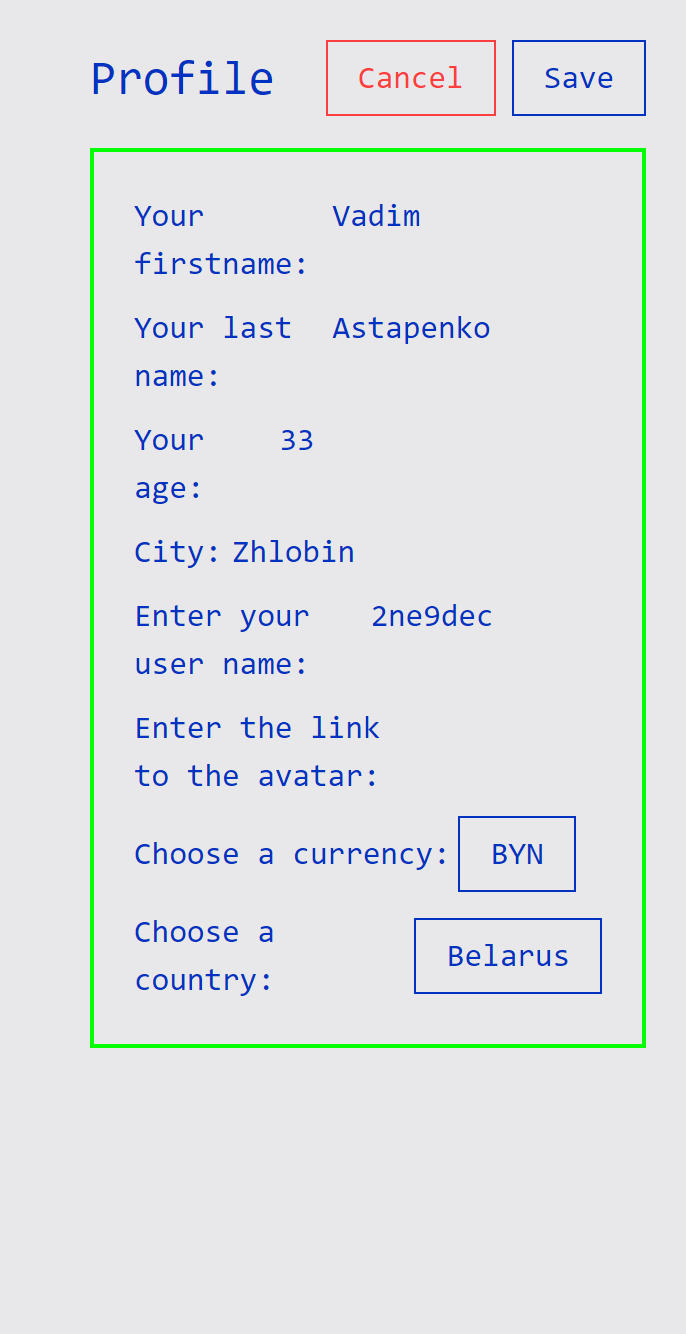 Profile Cancel Save
Your Vadim
firstname:
Your last Astapenko
name:
Your 33
age:
City: Zhlobin
Enter your 2ne9dec
user name:
Enter the link
to the avatar:
Choose a currency: BYN
Choose a
country: Belarus